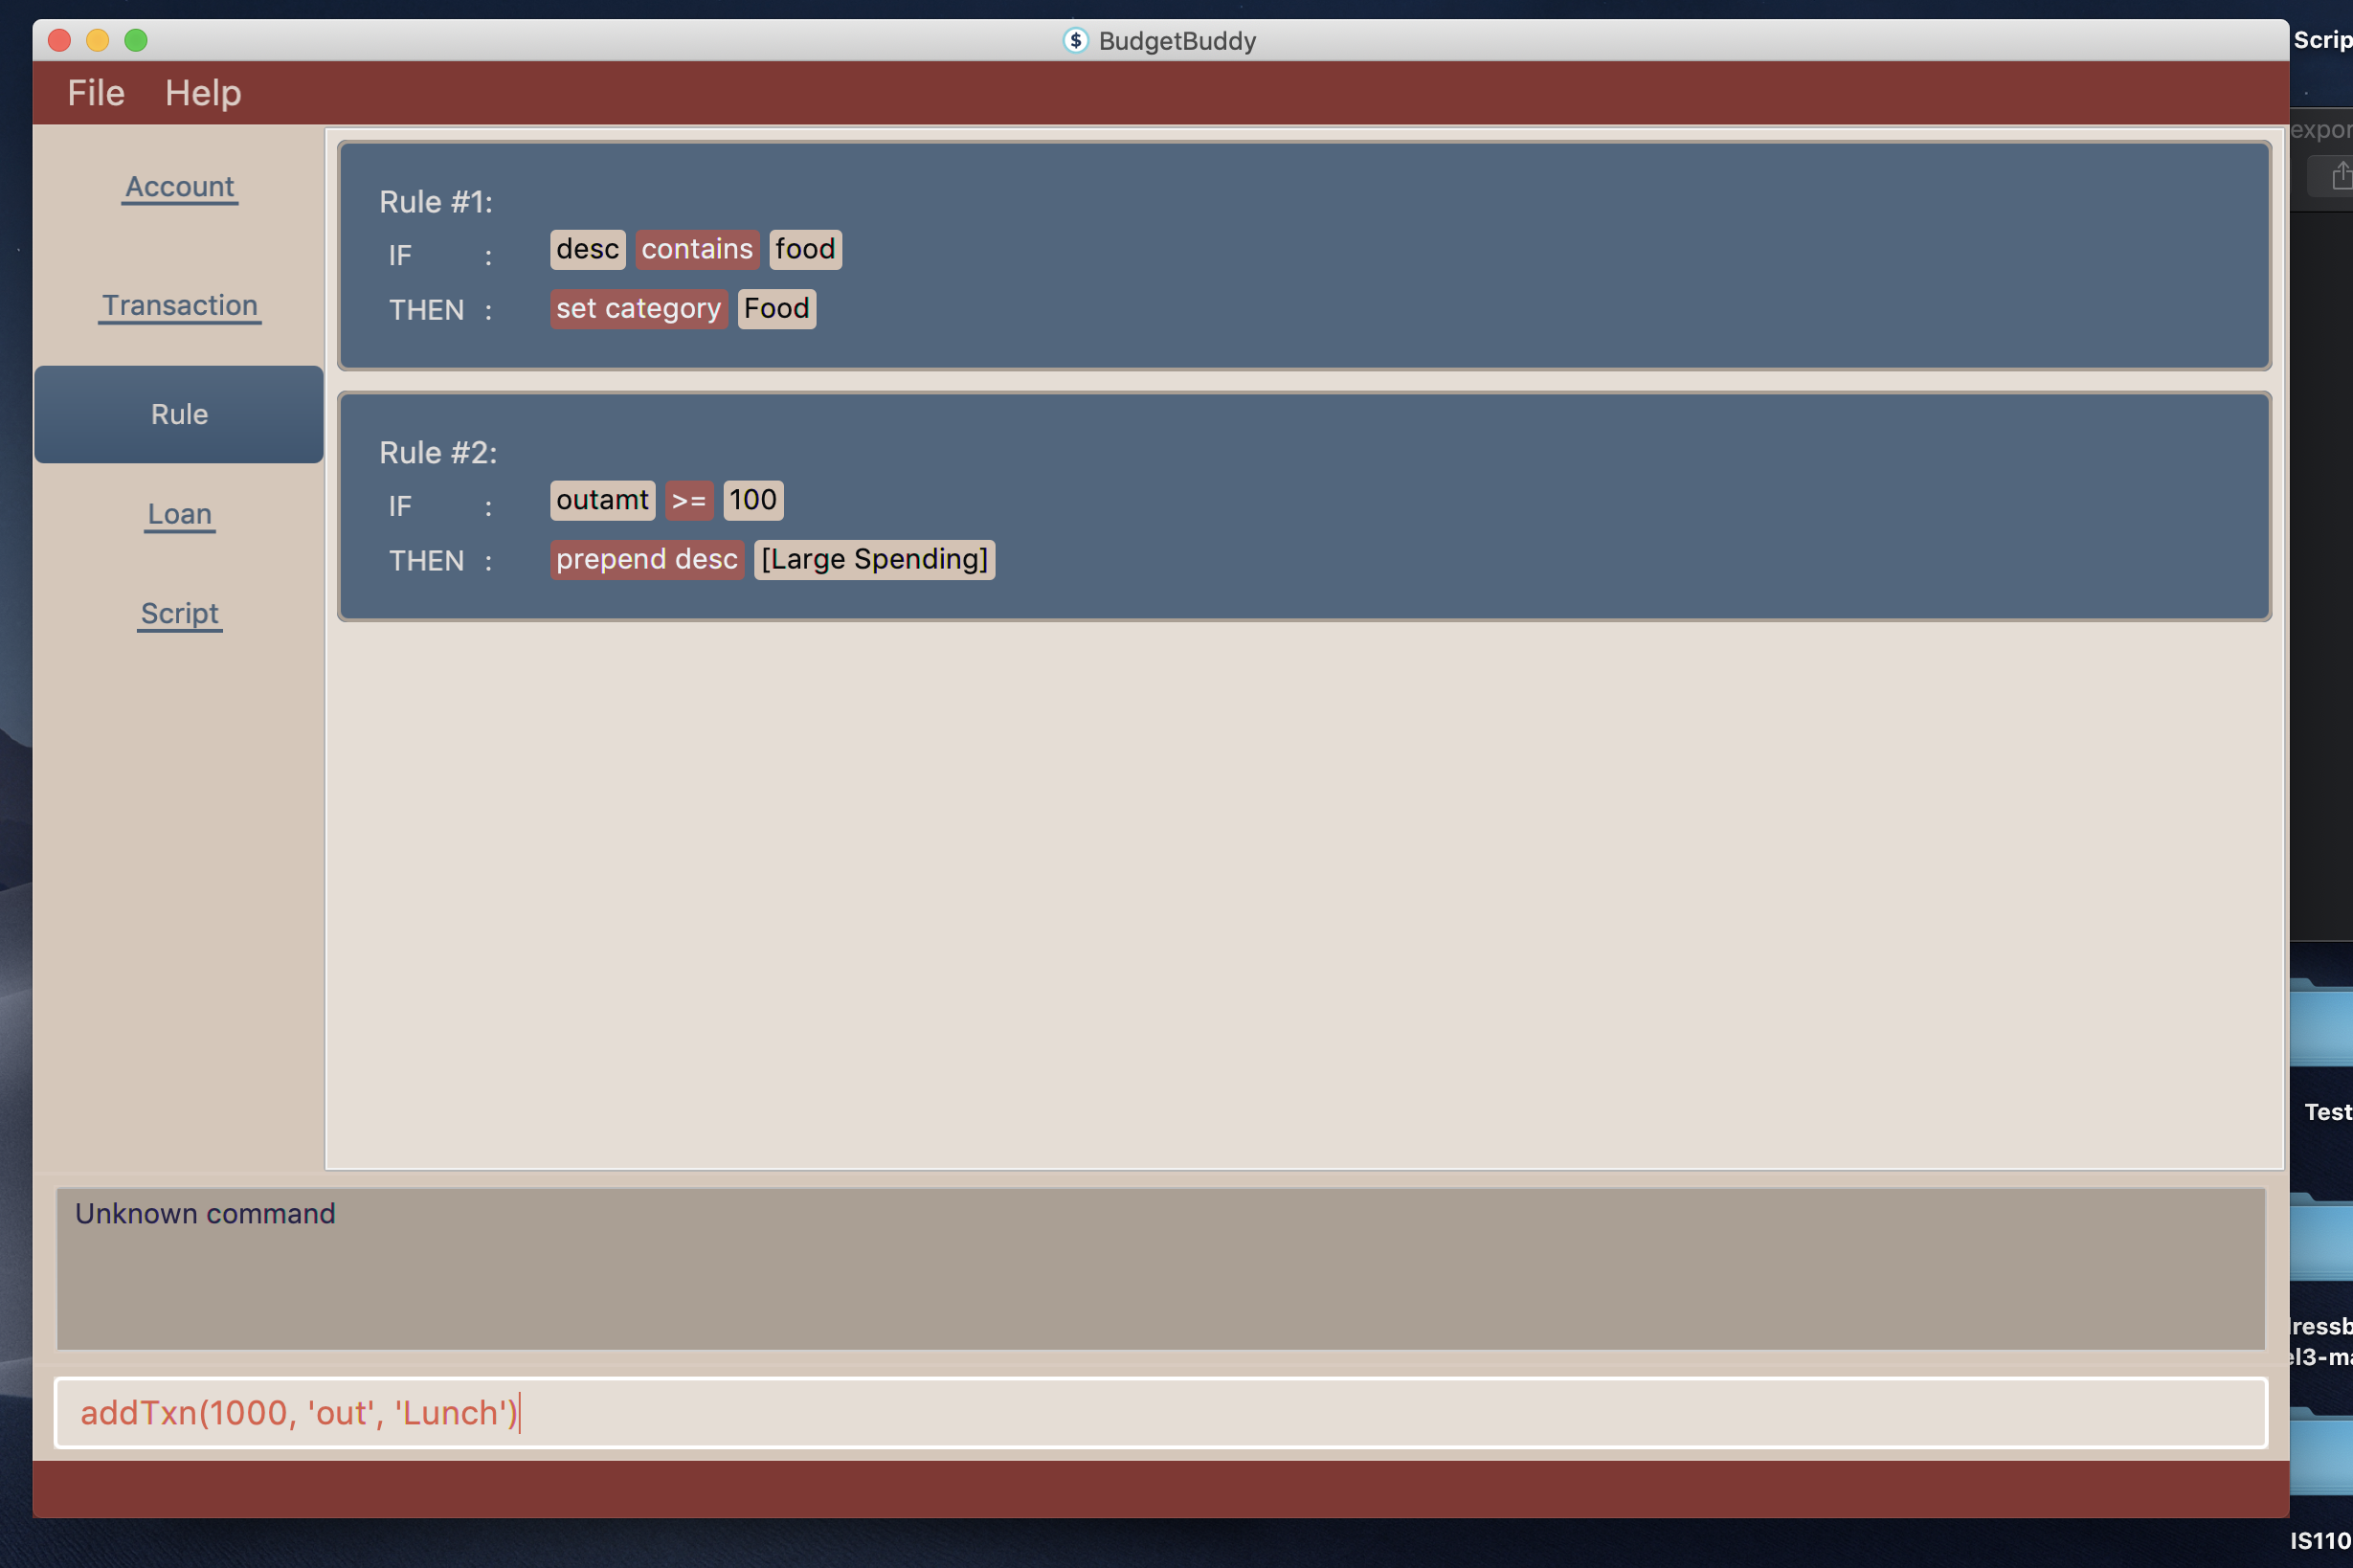 BudgetBuddy
File Help
Account
Transaction
Rule
Loan
Script
Rule #1:
IF : desc contains food
THEN : set category Food
Rule #2:
IF : outamt >= 100
THEN : prepend desc [Large Spending]
Unknown command
addTxn(1000, 'out', 'Lunch')
Scrip
expor
Test
ressb
el3-ma
IS110